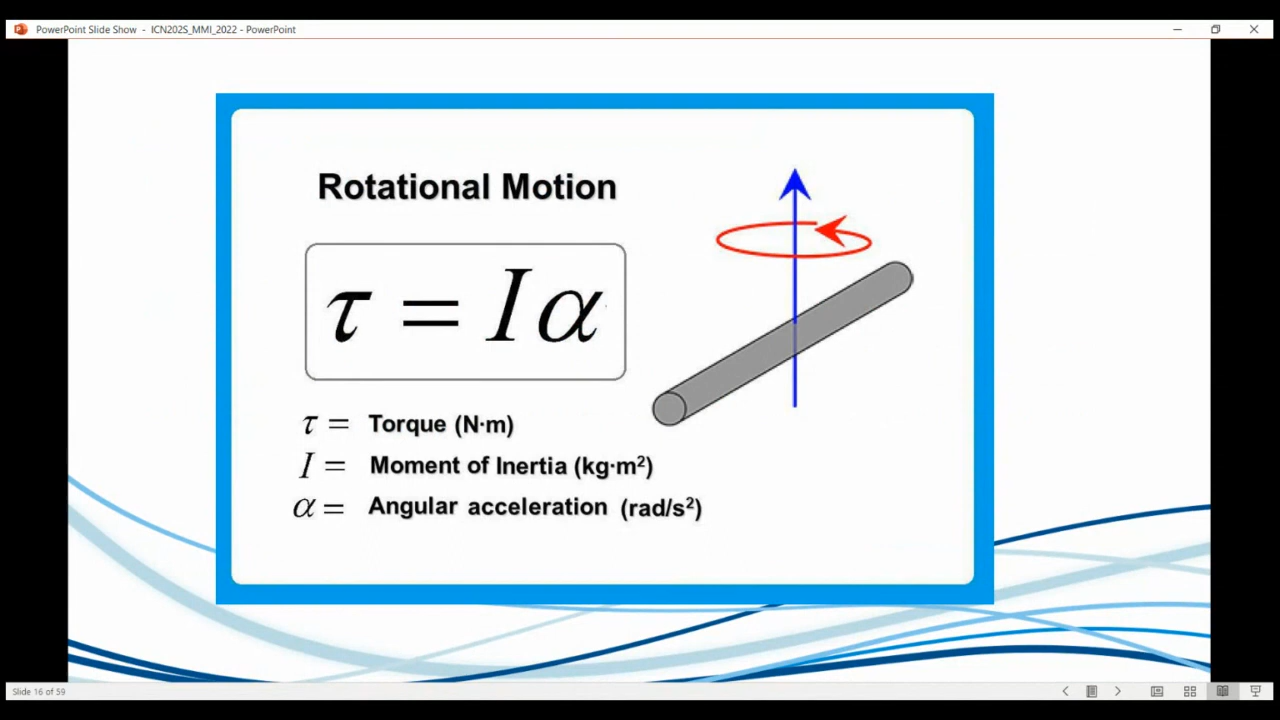 PowerPoint Slide Show - ICN202S_MMI_2022 - PowerPoint
Rotational Motion
τ = Iα
τ = Torque (N·m)
I = Moment of Inertia (kg·m²)
α = Angular acceleration (rad/s²)
Slide 16 of 59